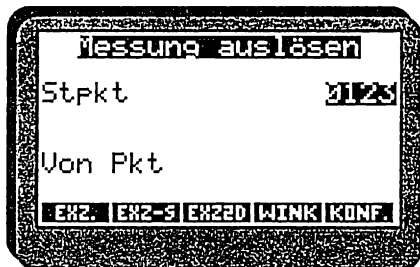 Messung auslösen
Stpkt 0123
Von Pkt
EXZ. EXZ-S EXZZD WINK KONF.